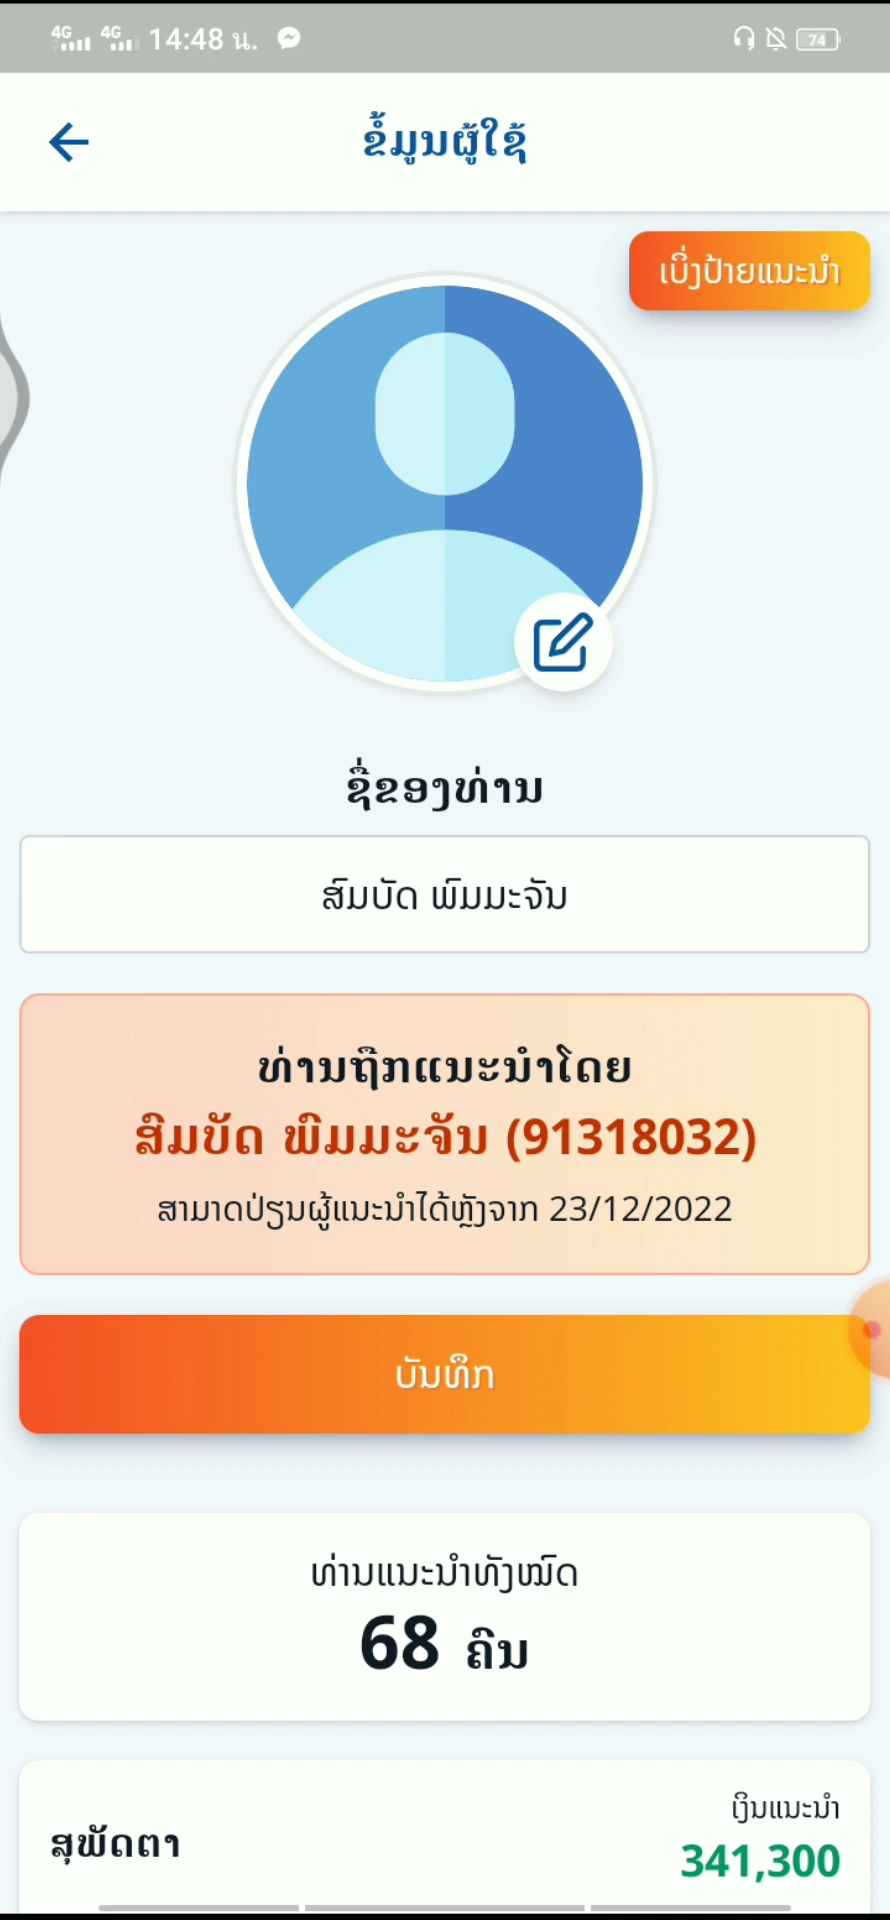 4G 4G 14:48 น. 74
ຂໍ້ມູນຜູ້ໃຊ້
ເບິ່ງປ້າຍແນະນຳ
ຊື່ຂອງທ່ານ
ສົມບັດ ພົມມະຈັນ
ທ່ານຖືກແນະນຳໂດຍ
ສົມບັດ ພົມມະຈັນ (91318032)
ສາມາດປ່ຽນຜູ້ແນະນຳໄດ້ຫຼັງຈາກ 23/12/2022
ບັນທຶກ
ທ່ານແນະນຳທັງໝົດ
68 ຄົນ
ເງິນແນະນຳ
ສຸພັດຕາ
341,300